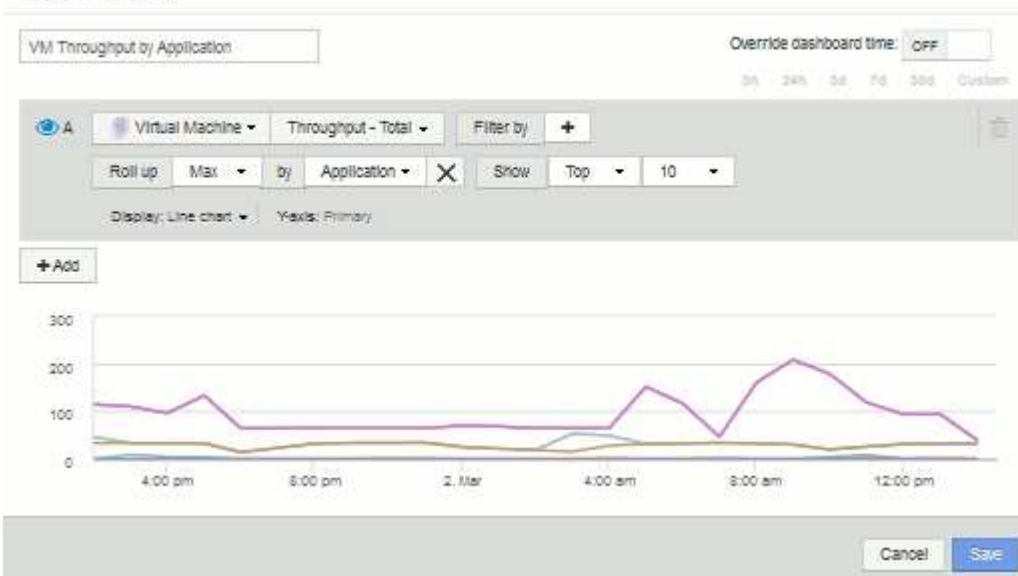 VM Throughput by Application
Override dashboard time: OFF
3h 24h 3d 7d 30d Custom
A Virtual Machine Throughput - Total Filter by +
Roll up Max by Application X Show Top 10
Display: Line chart Y-axis: Primary
+ Add
300
200
100
0
4:00 pm 8:00 pm 2. Mar 4:00 am 8:00 am 12:00 pm
Cancel Save